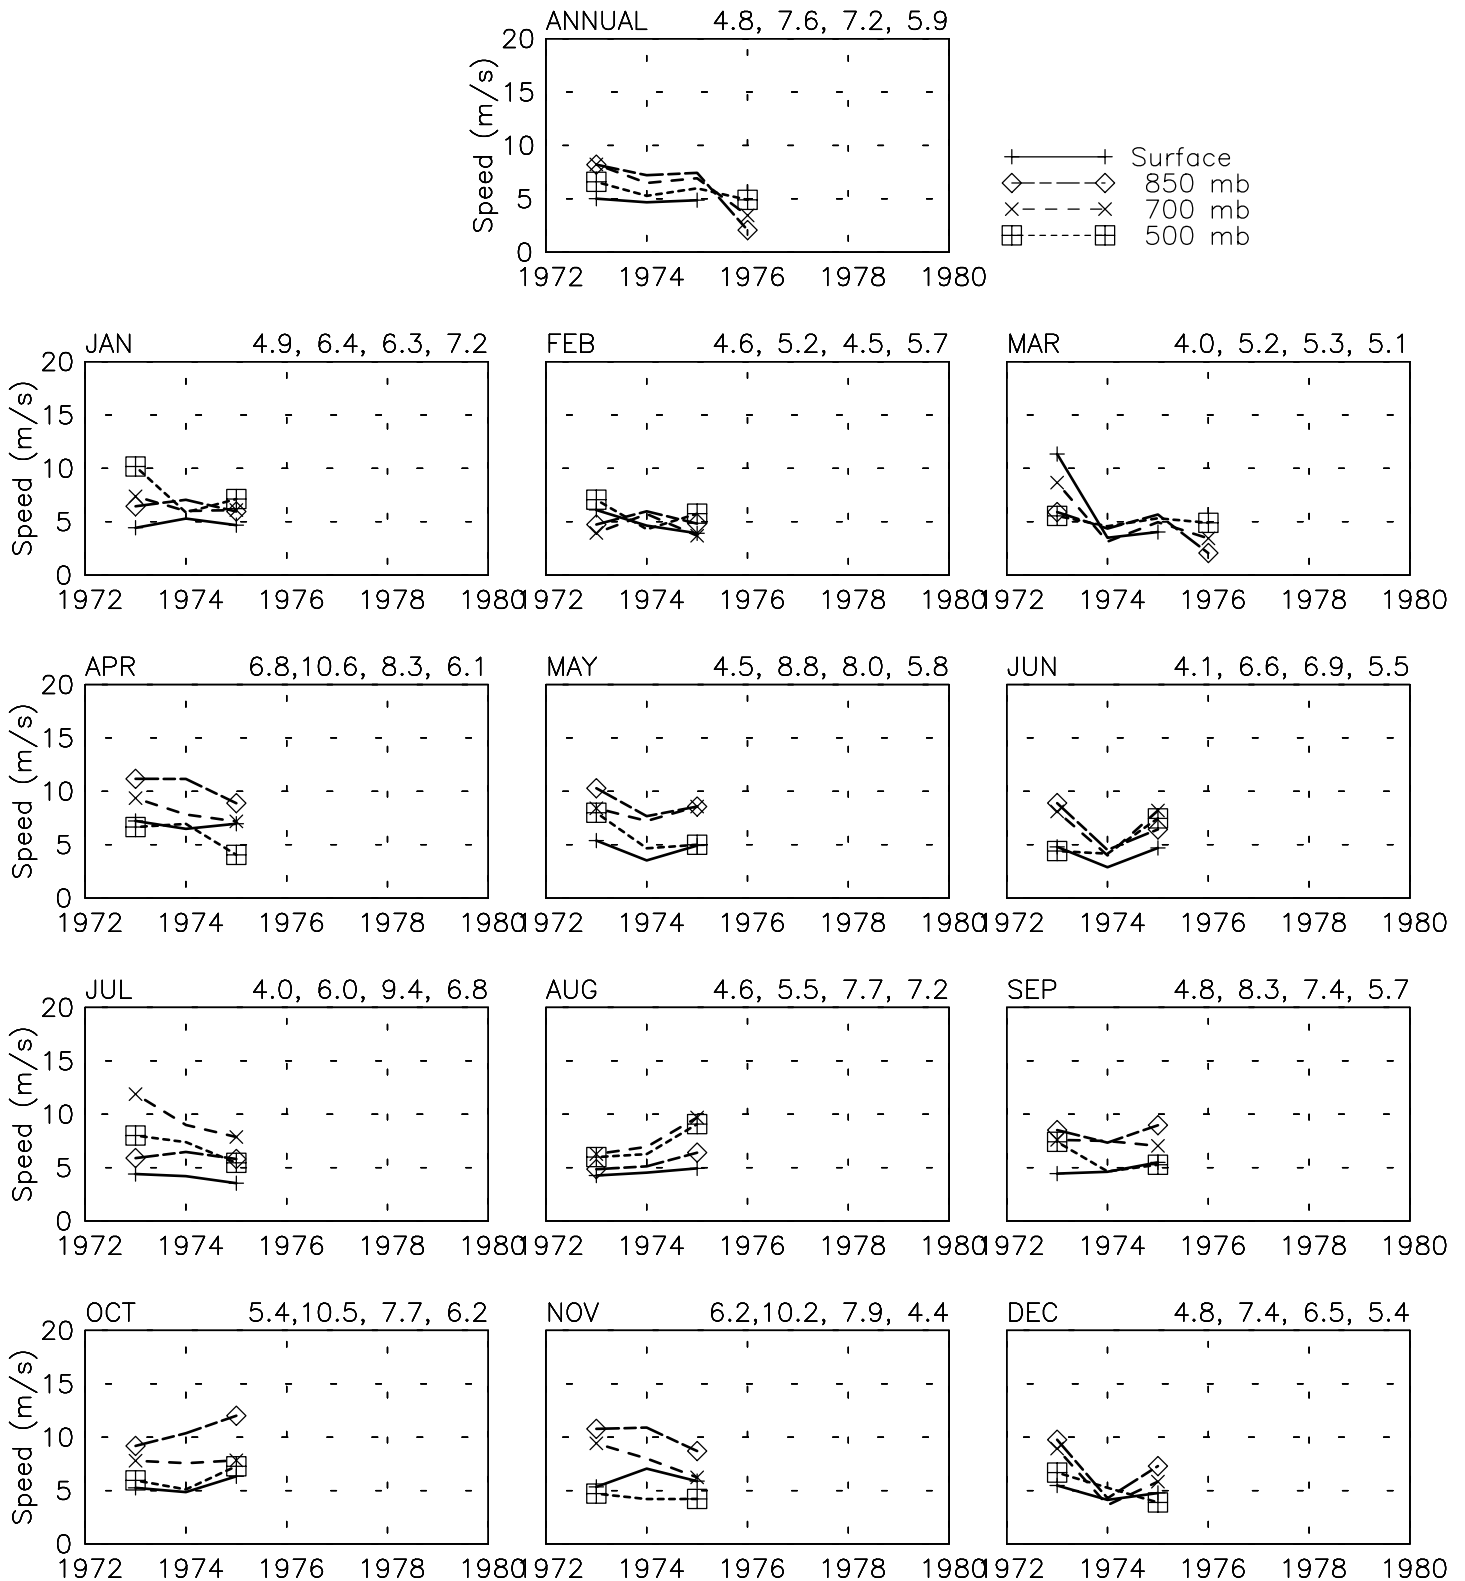 ANNUAL 4.8, 7.6, 7.2, 5.9
20
15
10
5
0
Speed (m/s)
1972 1974 1976 1978 1980
Surface
850 mb
700 mb
500 mb
JAN 4.9, 6.4, 6.3, 7.2
FEB 4.6, 5.2, 4.5, 5.7
MAR 4.0, 5.2, 5.3, 5.1
20
15
10
5
0
Speed (m/s)
1972 1974 1976 1978 1980 1972 1974 1976 1978 1980 1972 1974 1976 1978 1980
APR 6.8,10.6, 8.3, 6.1
MAY 4.5, 8.8, 8.0, 5.8
JUN 4.1, 6.6, 6.9, 5.5
20
15
10
5
0
Speed (m/s)
1972 1974 1976 1978 1980 1972 1974 1976 1978 1980 1972 1974 1976 1978 1980
JUL 4.0, 6.0, 9.4, 6.8
AUG 4.6, 5.5, 7.7, 7.2
SEP 4.8, 8.3, 7.4, 5.7
20
15
10
5
0
Speed (m/s)
1972 1974 1976 1978 1980 1972 1974 1976 1978 1980 1972 1974 1976 1978 1980
OCT 5.4,10.5, 7.7, 6.2
NOV 6.2,10.2, 7.9, 4.4
DEC 4.8, 7.4, 6.5, 5.4
20
15
10
5
0
Speed (m/s)
1972 1974 1976 1978 1980 1972 1974 1976 1978 1980 1972 1974 1976 1978 1980